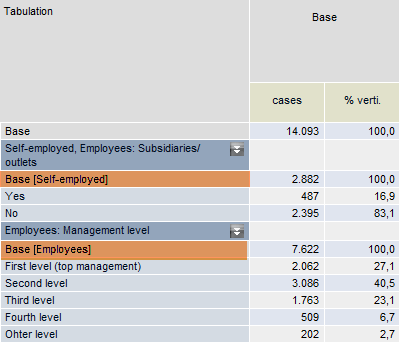 Tabulation Base
cases % verti.
Base 14.093 100,0
Self-employed, Employees: Subsidiaries/
outlets
Base [Self-employed] 2.882 100,0
Yes 487 16,9
No 2.395 83,1
Employees: Management level
Base [Employees] 7.622 100,0
First level (top management) 2.062 27,1
Second level 3.086 40,5
Third level 1.763 23,1
Fourth level 509 6,7
Ohter level 202 2,7